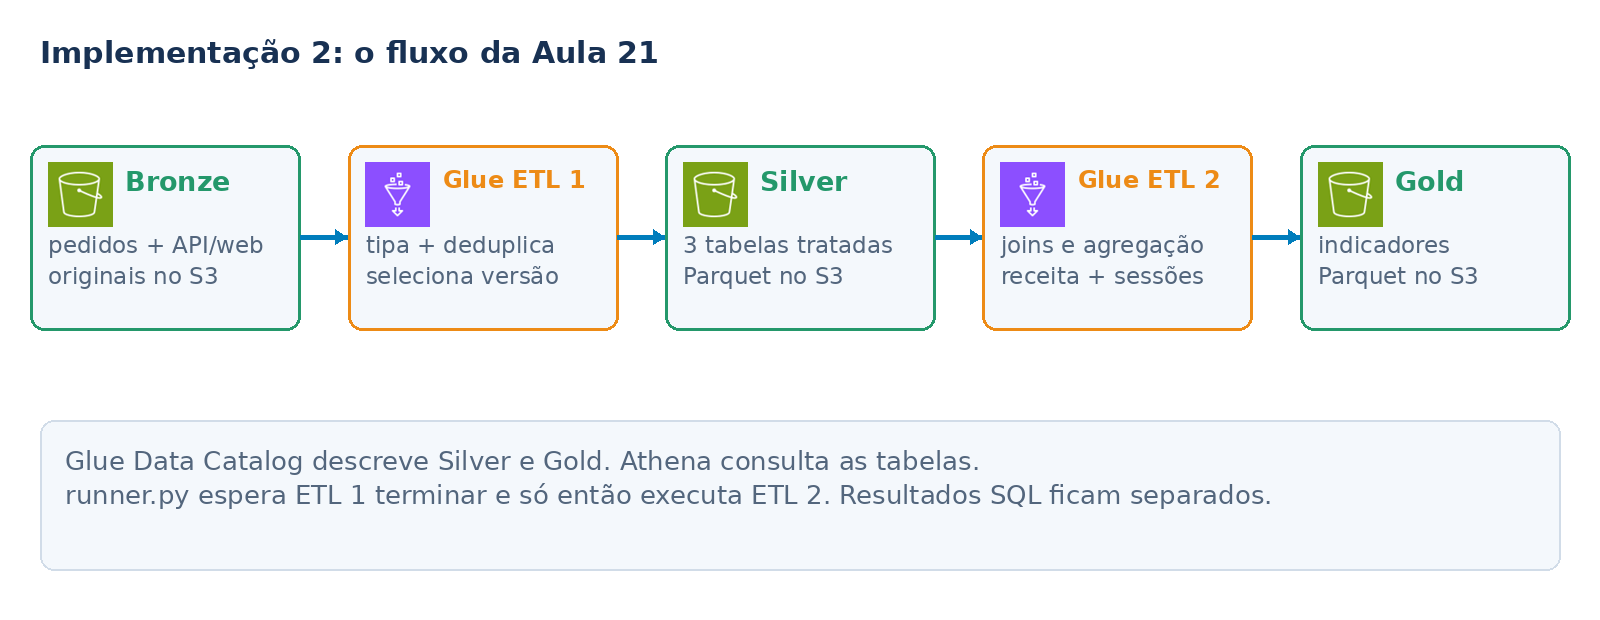 Implementação 2: o fluxo da Aula 21
Bronze
pedidos + API/web
originais no S3
Glue ETL 1
tipa + deduplica
seleciona versão
Silver
3 tabelas tratadas
Parquet no S3
Glue ETL 2
joins e agregação
receita + sessões
Gold
indicadores
Parquet no S3
Glue Data Catalog descreve Silver e Gold. Athena consulta as tabelas.
runner.py espera ETL 1 terminar e só então executa ETL 2. Resultados SQL ficam separados.